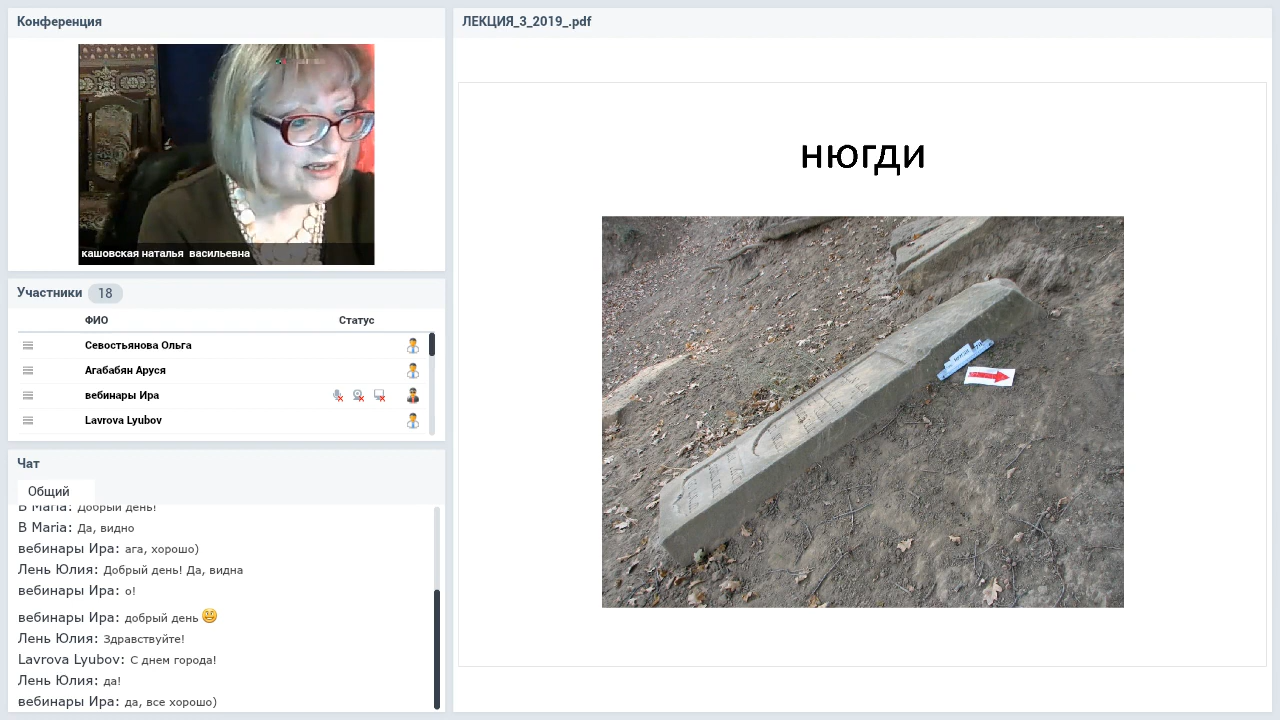 Конференция
кашовская наталья васильевна
Участники 18
ФИО Статус
Севостьянова Ольга
Агабабян Аруся
вебинары Ира
Lavrova Lyubov
Чат
Общий
B Maria: Добрый день!
B Maria: Да, видно
вебинары Ира: ага, хорошо)
Лень Юлия: Добрый день! Да, видна
вебинары Ира: о!
вебинары Ира: добрый день
Лень Юлия: Здравствуйте!
Lavrova Lyubov: С днем города!
Лень Юлия: да!
вебинары Ира: да, все хорошо)
ЛЕКЦИЯ_3_2019_.pdf
НЮГДИ